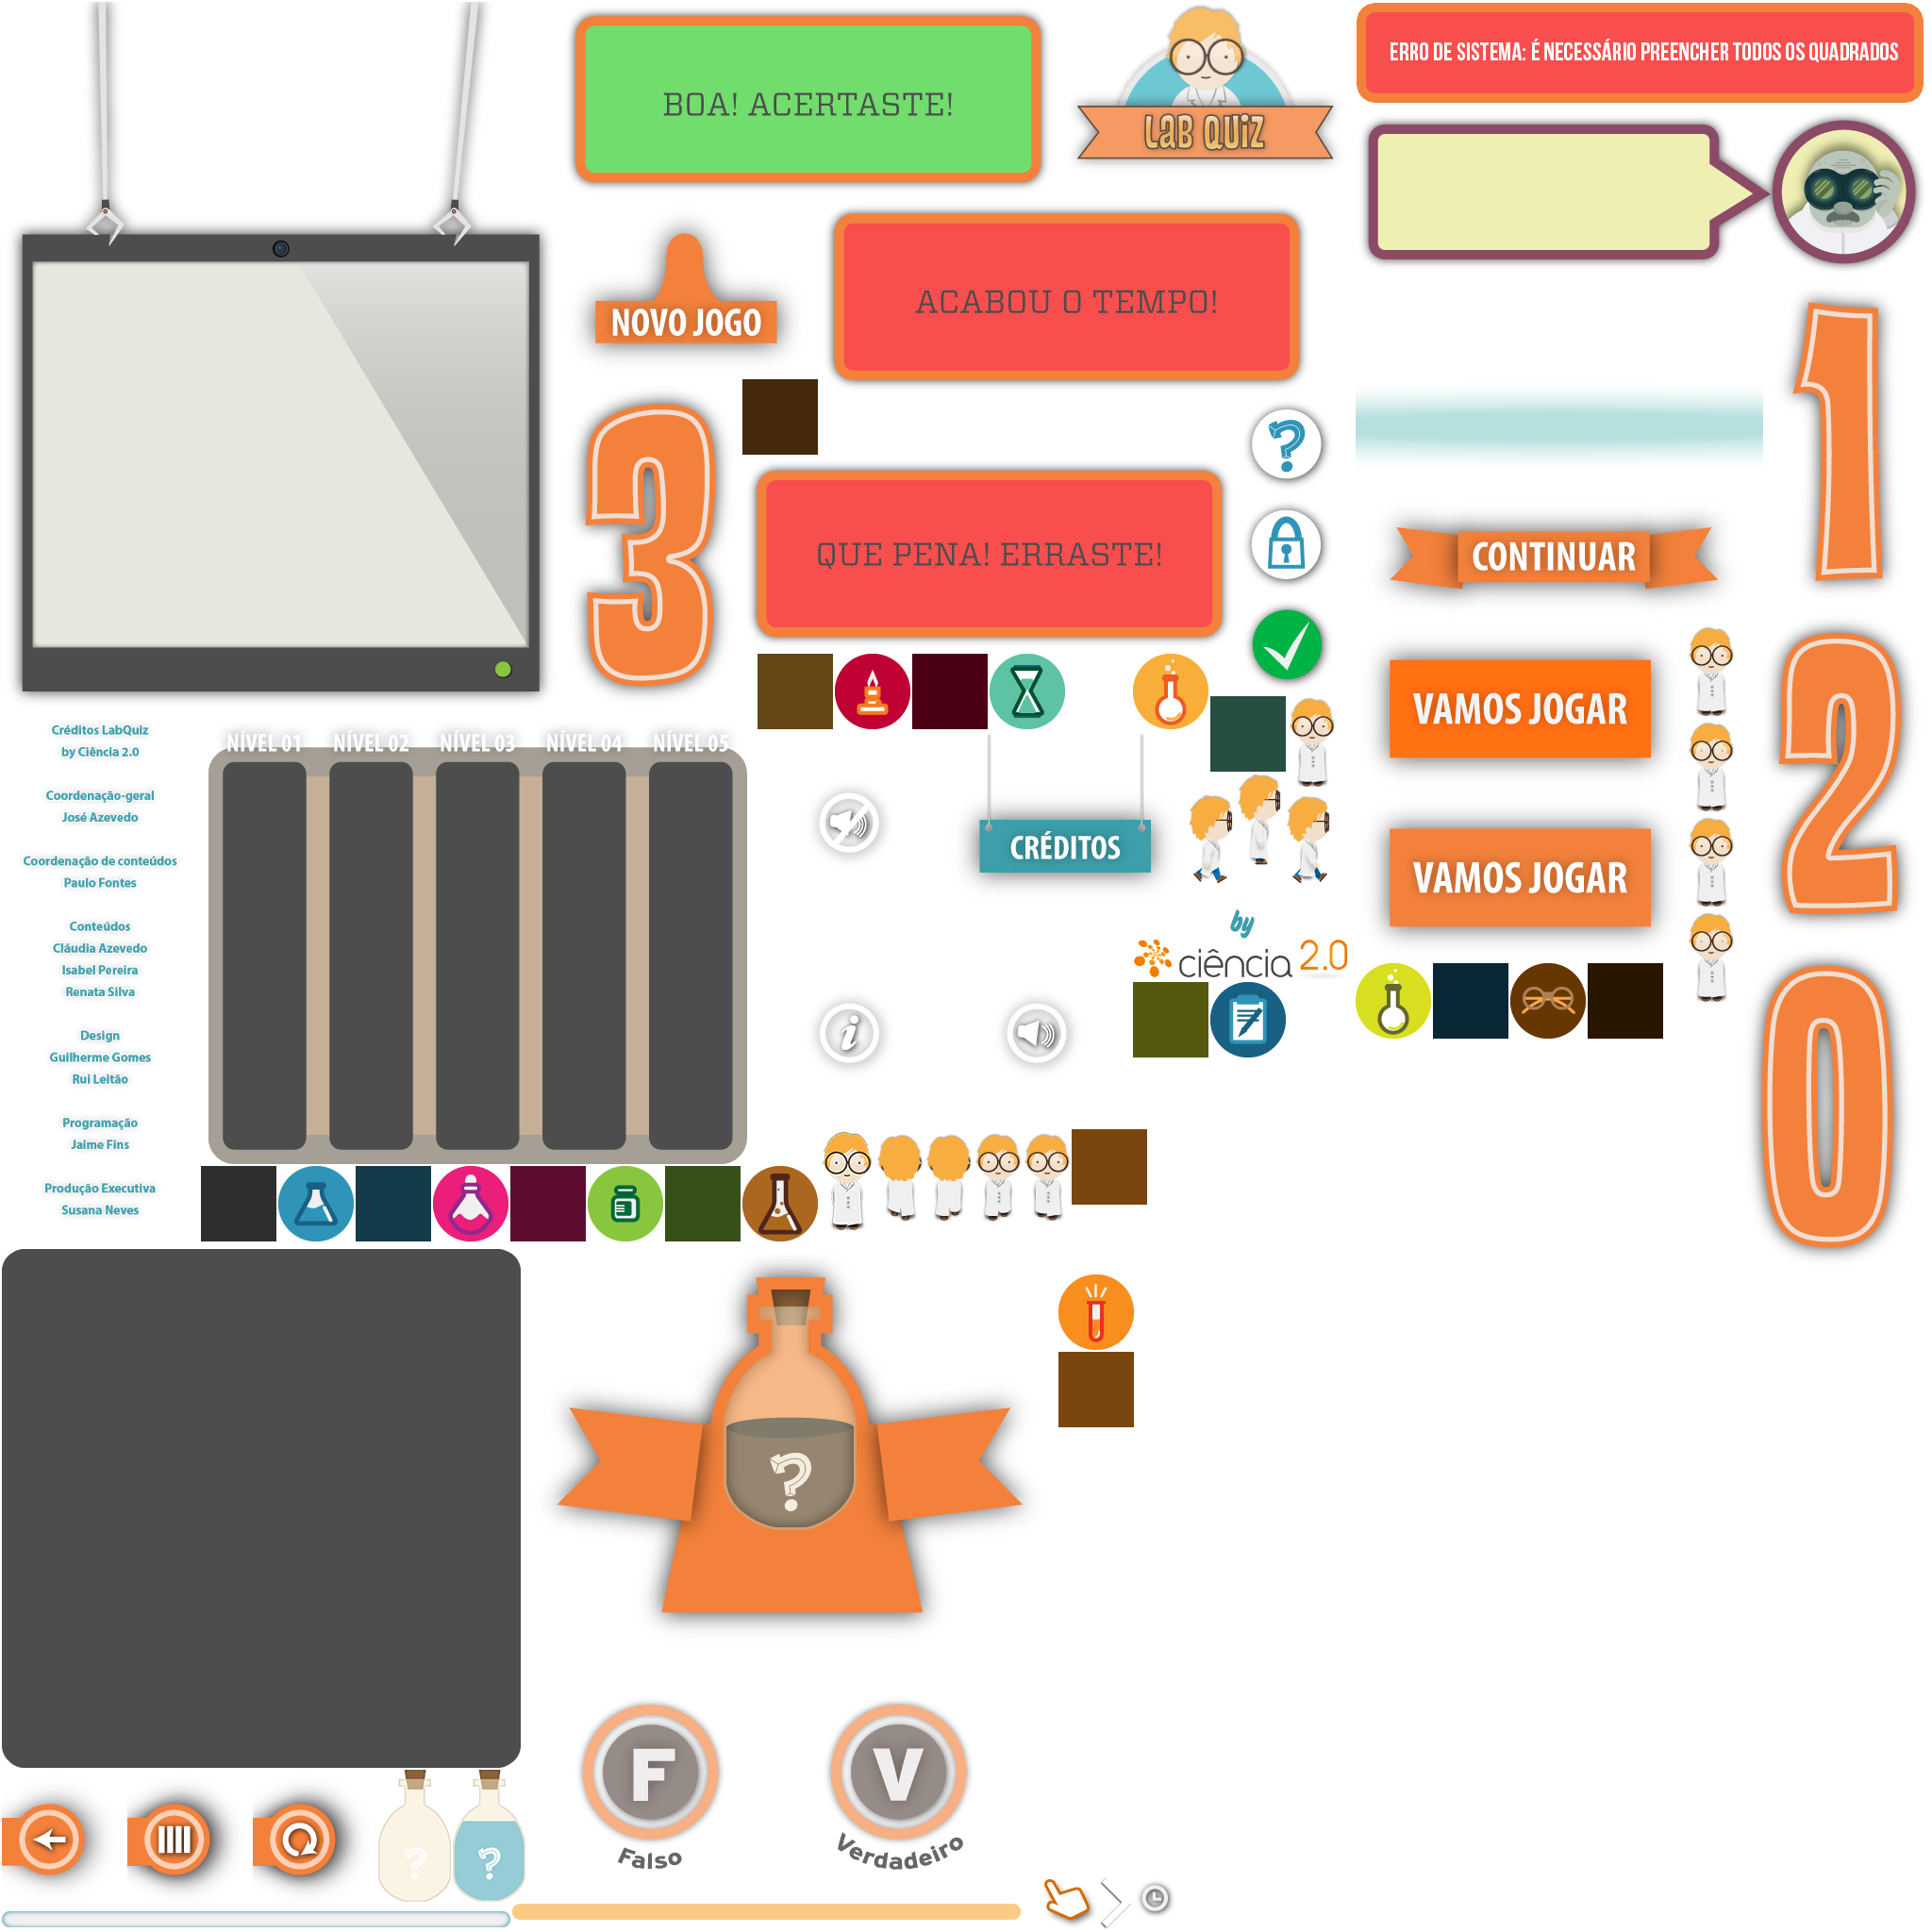 BOA! ACERTASTE!
LAB QUIZ
ERRO DE SISTEMA: É NECESSÁRIO PREENCHER TODOS OS QUADRADOS
NOVO JOGO
ACABOU O TEMPO!
1
3
?
QUE PENA! ERRASTE!
CONTINUAR
2
VAMOS JOGAR
Créditos LabQuiz
by Ciência 2.0
Coordenação-geral
José Azevedo
Coordenação de conteúdos
Paulo Fontes
Conteúdos
Cláudia Azevedo
Isabel Pereira
Renata Silva
Design
Guilherme Gomes
Rui Leitão
Programação
Jaime Fins
Produção Executiva
Susana Neves
NÍVEL 01 NÍVEL 02 NÍVEL 03 NÍVEL 04 NÍVEL 05
CRÉDITOS
VAMOS JOGAR
by
ciência 2.0
i
0
?
F
Falso
V
Verdadeiro
? ?